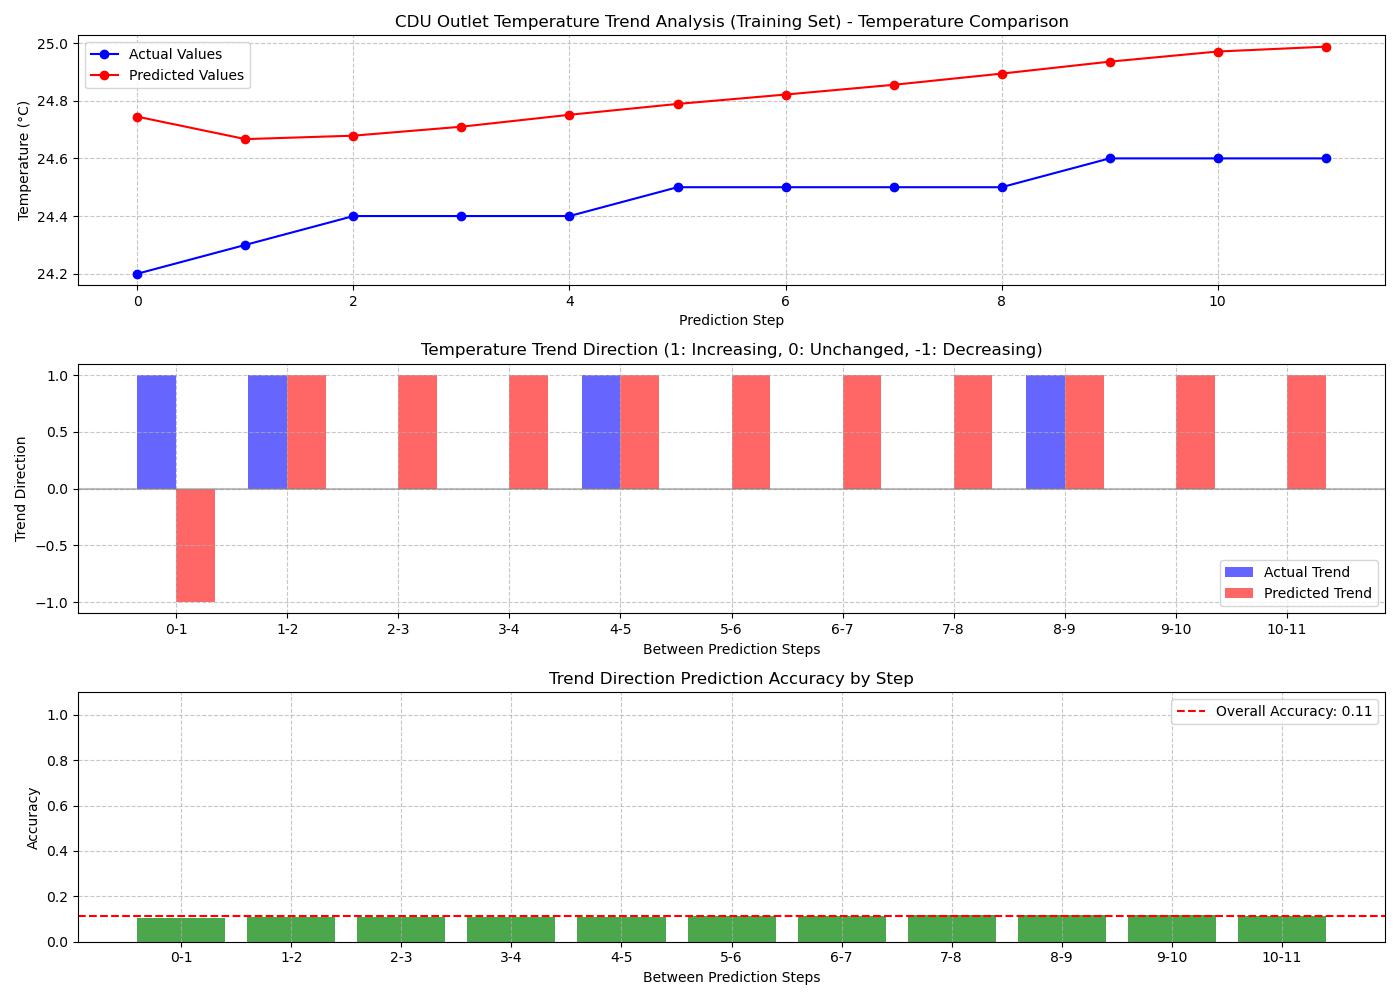 CDU Outlet Temperature Trend Analysis (Training Set) - Temperature Comparison
Actual Values
Predicted Values
Temperature (°C)
25.0
24.8
24.6
24.4
24.2
0 2 4 6 8 10
Prediction Step
Temperature Trend Direction (1: Increasing, 0: Unchanged, -1: Decreasing)
Trend Direction
1.0
0.5
0.0
−0.5
−1.0
Actual Trend
Predicted Trend
0-1 1-2 2-3 3-4 4-5 5-6 6-7 7-8 8-9 9-10 10-11
Between Prediction Steps
Trend Direction Prediction Accuracy by Step
Overall Accuracy: 0.11
Accuracy
1.0
0.8
0.6
0.4
0.2
0.0
0-1 1-2 2-3 3-4 4-5 5-6 6-7 7-8 8-9 9-10 10-11
Between Prediction Steps